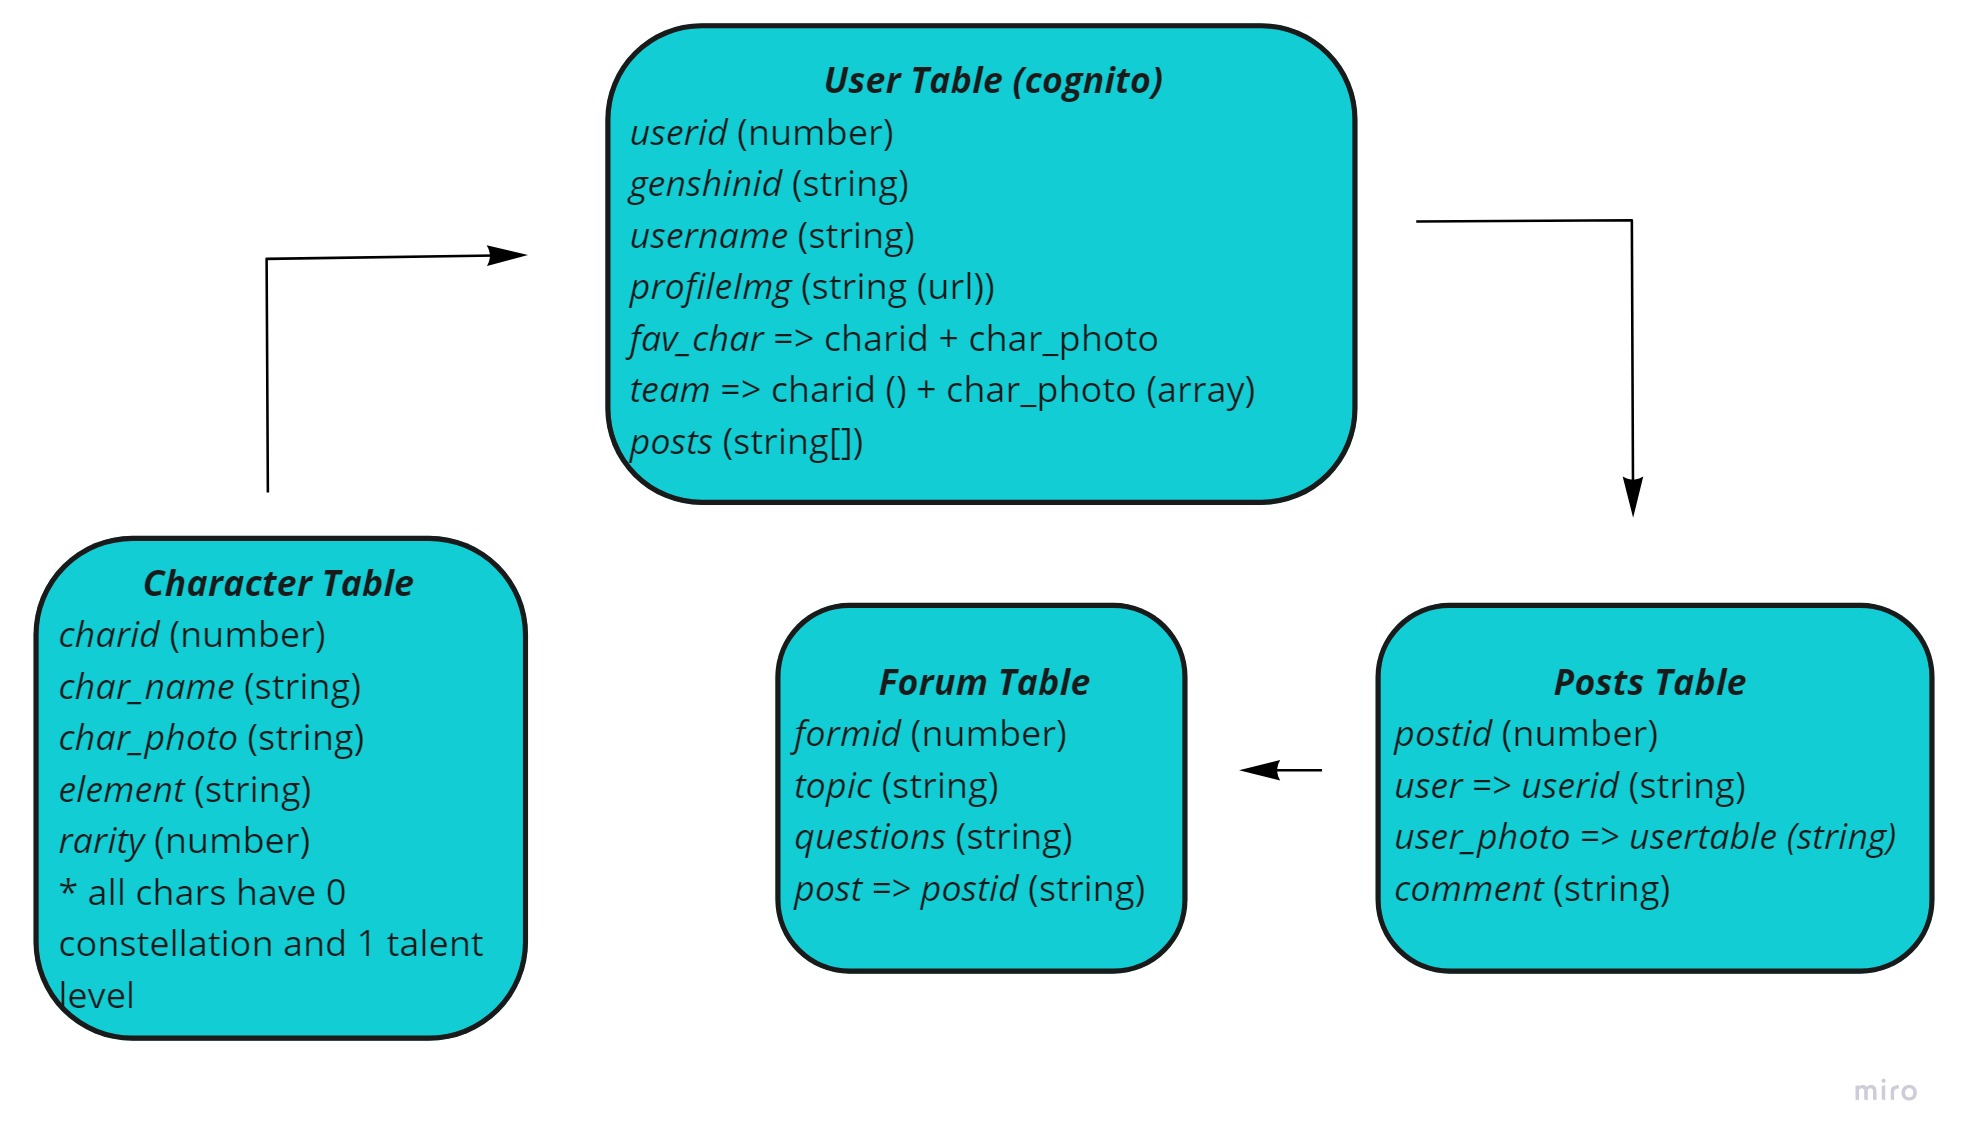 User Table (cognito)
userid (number)
genshinid (string)
username (string)
profileImg (string (url))
fav_char => charid + char_photo
team => charid () + char_photo (array)
posts (string[])
Character Table
charid (number)
char_name (string)
char_photo (string)
element (string)
rarity (number)
* all chars have 0
constellation and 1 talent
level
Forum Table
formid (number)
topic (string)
questions (string)
post => postid (string)
Posts Table
postid (number)
user => userid (string)
user_photo => usertable (string)
comment (string)
miro